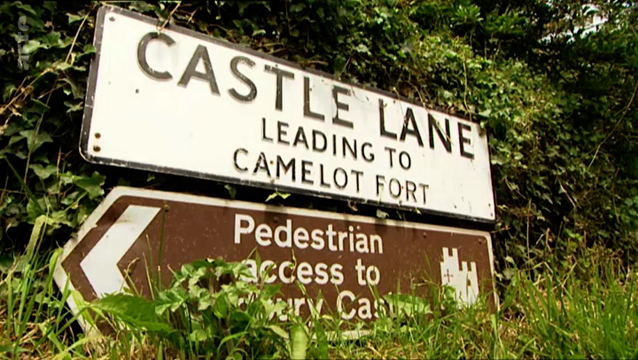 CASTLE LANE
LEADING TO
CAMELOT FORT
Pedestrian
access to